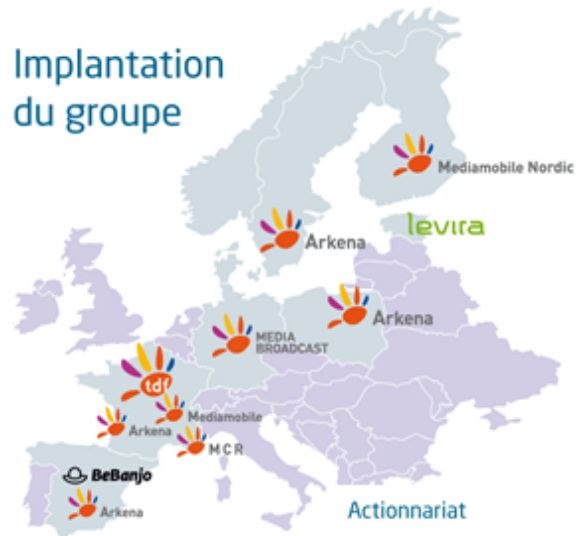 Implantation
du groupe
Mediamobile Nordic
levira
Arkena
Arkena
MEDIA
BROADCAST
tdf
Mediamobile
Arkena
MCR
BeBanjo
Arkena
Actionnariat